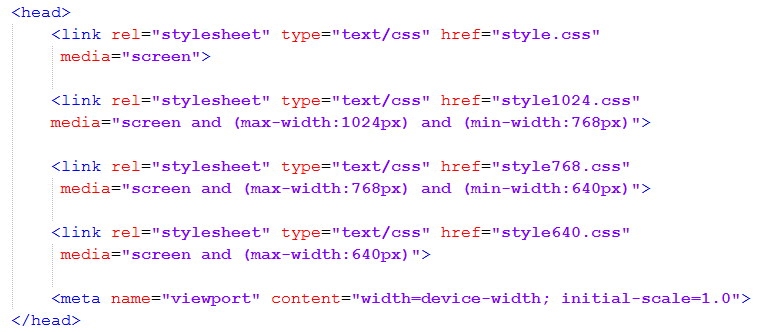 <head>
<link rel="stylesheet" type="text/css" href="style.css"
media="screen">
<link rel="stylesheet" type="text/css" href="style1024.css"
media="screen and (max-width:1024px) and (min-width:768px)">
<link rel="stylesheet" type="text/css" href="style768.css"
media="screen and (max-width:768px) and (min-width:640px)">
<link rel="stylesheet" type="text/css" href="style640.css"
media="screen and (max-width:640px)">
<meta name="viewport" content="width=device-width; initial-scale=1.0">
</head>